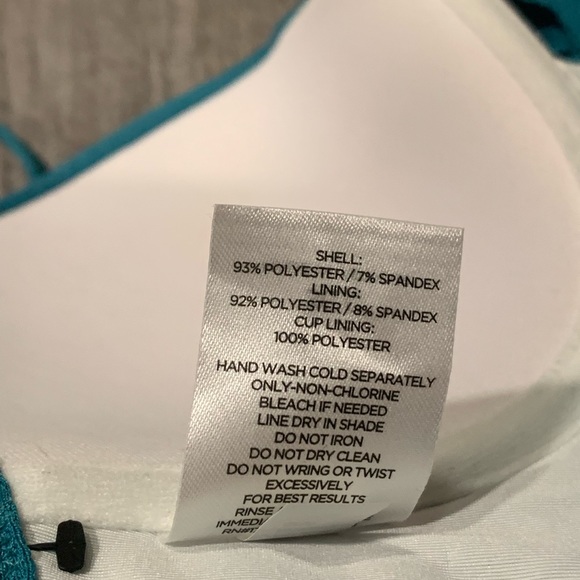 SHELL:
93% POLYESTER / 7% SPANDEX
LINING:
92% POLYESTER / 8% SPANDEX
CUP LINING:
100% POLYESTER
HAND WASH COLD SEPARATELY
ONLY-NON-CHLORINE
BLEACH IF NEEDED
LINE DRY IN SHADE
DO NOT IRON
DO NOT DRY CLEAN
DO NOT WRING OR TWIST
EXCESSIVELY
FOR BEST RESULTS
RINSE